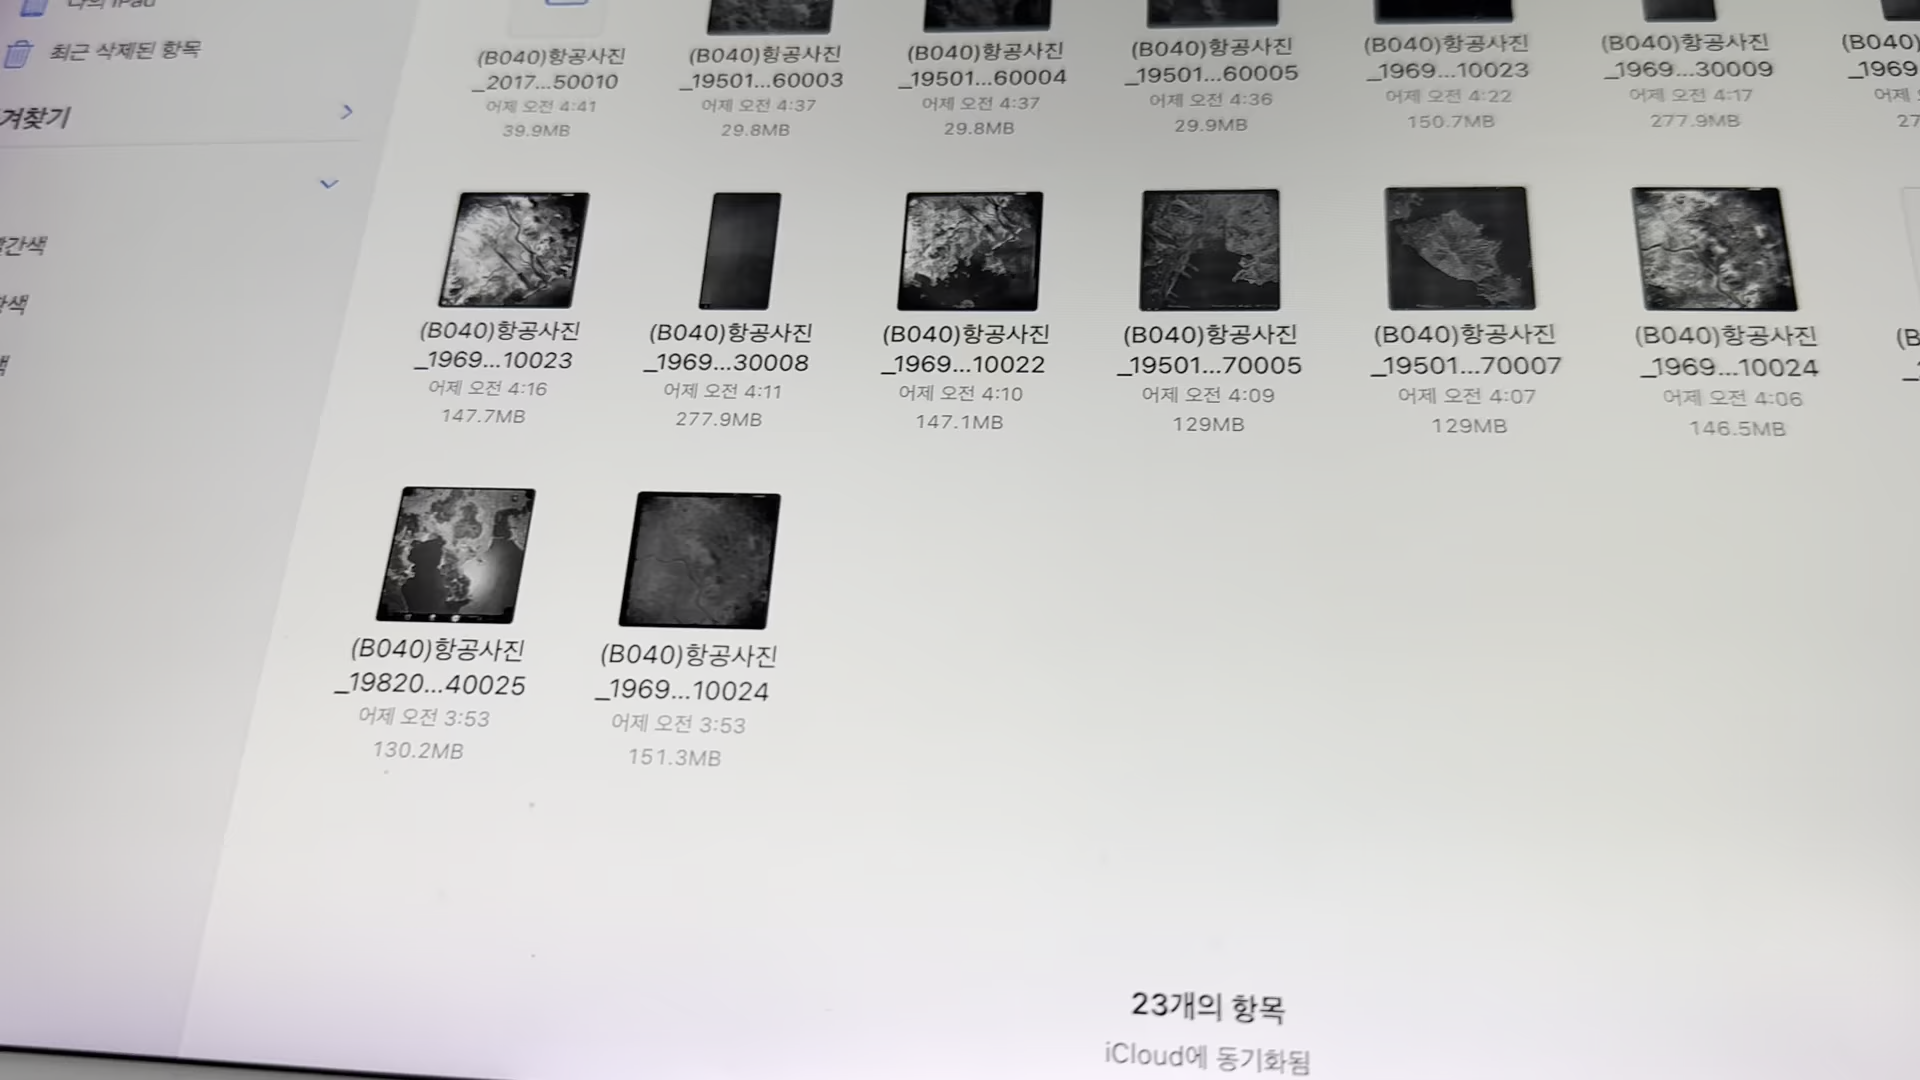 나의 iPad
최근 삭제된 항목
겨찾기
간색
색
(B040)항공사진
_2017...50010
어제 오전 4:41
39.9MB
(B040)항공사진
_19501...60003
어제 오전 4:37
29.8MB
(B040)항공사진
_19501...60004
어제 오전 4:37
29.8MB
(B040)항공사진
_19501...60005
어제 오전 4:36
29.9MB
(B040)항공사진
_1969...10023
어제 오전 4:22
150.7MB
(B040)항공사진
_1969...30009
어제 오전 4:17
277.9MB
(B040)
_1969
어제
27
(B040)항공사진
_1969...10023
어제 오전 4:16
147.7MB
(B040)항공사진
_1969...30008
어제 오전 4:11
277.9MB
(B040)항공사진
_1969...10022
어제 오전 4:10
147.1MB
(B040)항공사진
_19501...70005
어제 오전 4:09
129MB
(B040)항공사진
_19501...70007
어제 오전 4:07
129MB
(B040)항공사진
_1969...10024
어제 오전 4:06
146.5MB
(B040)항공사진
_19820...40025
어제 오전 3:53
130.2MB
(B040)항공사진
_1969...10024
어제 오전 3:53
151.3MB
23개의 항목
iCloud에 동기화됨